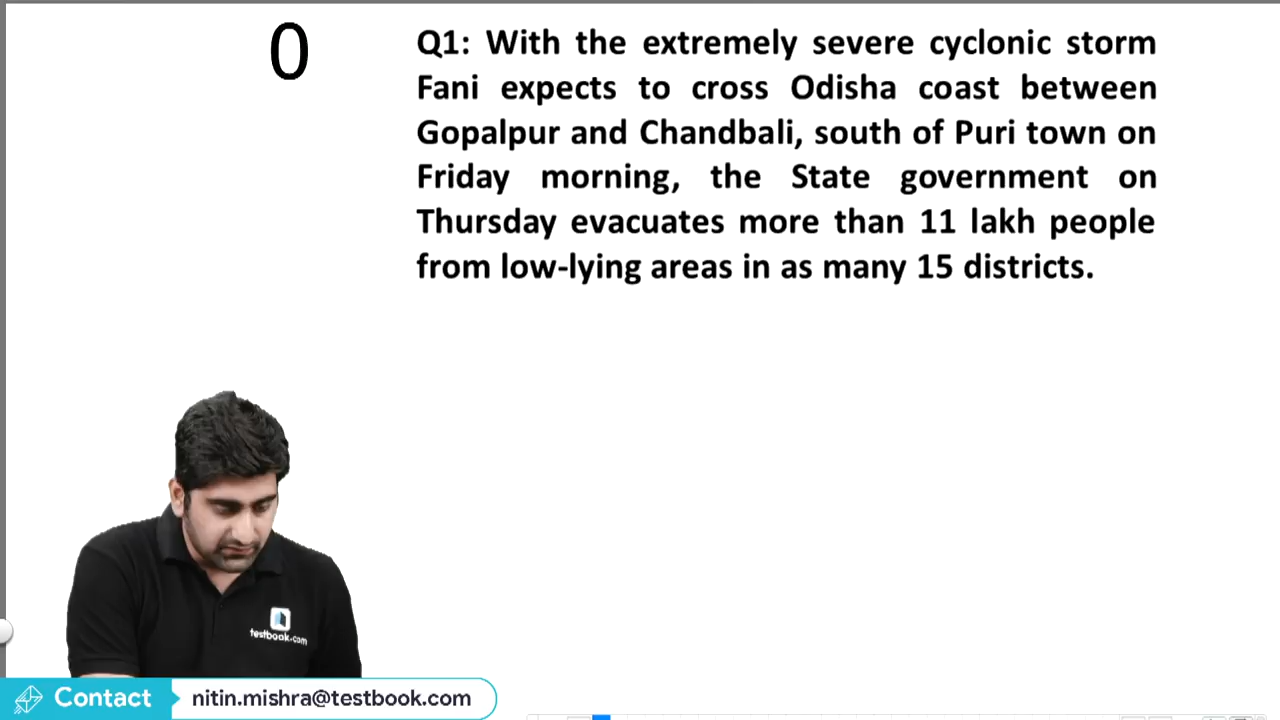 0
Q1: With the extremely severe cyclonic storm
Fani expects to cross Odisha coast between
Gopalpur and Chandbali, south of Puri town on
Friday morning, the State government on
Thursday evacuates more than 11 lakh people
from low-lying areas in as many 15 districts.
testbook.com
Contact nitin.mishra@testbook.com